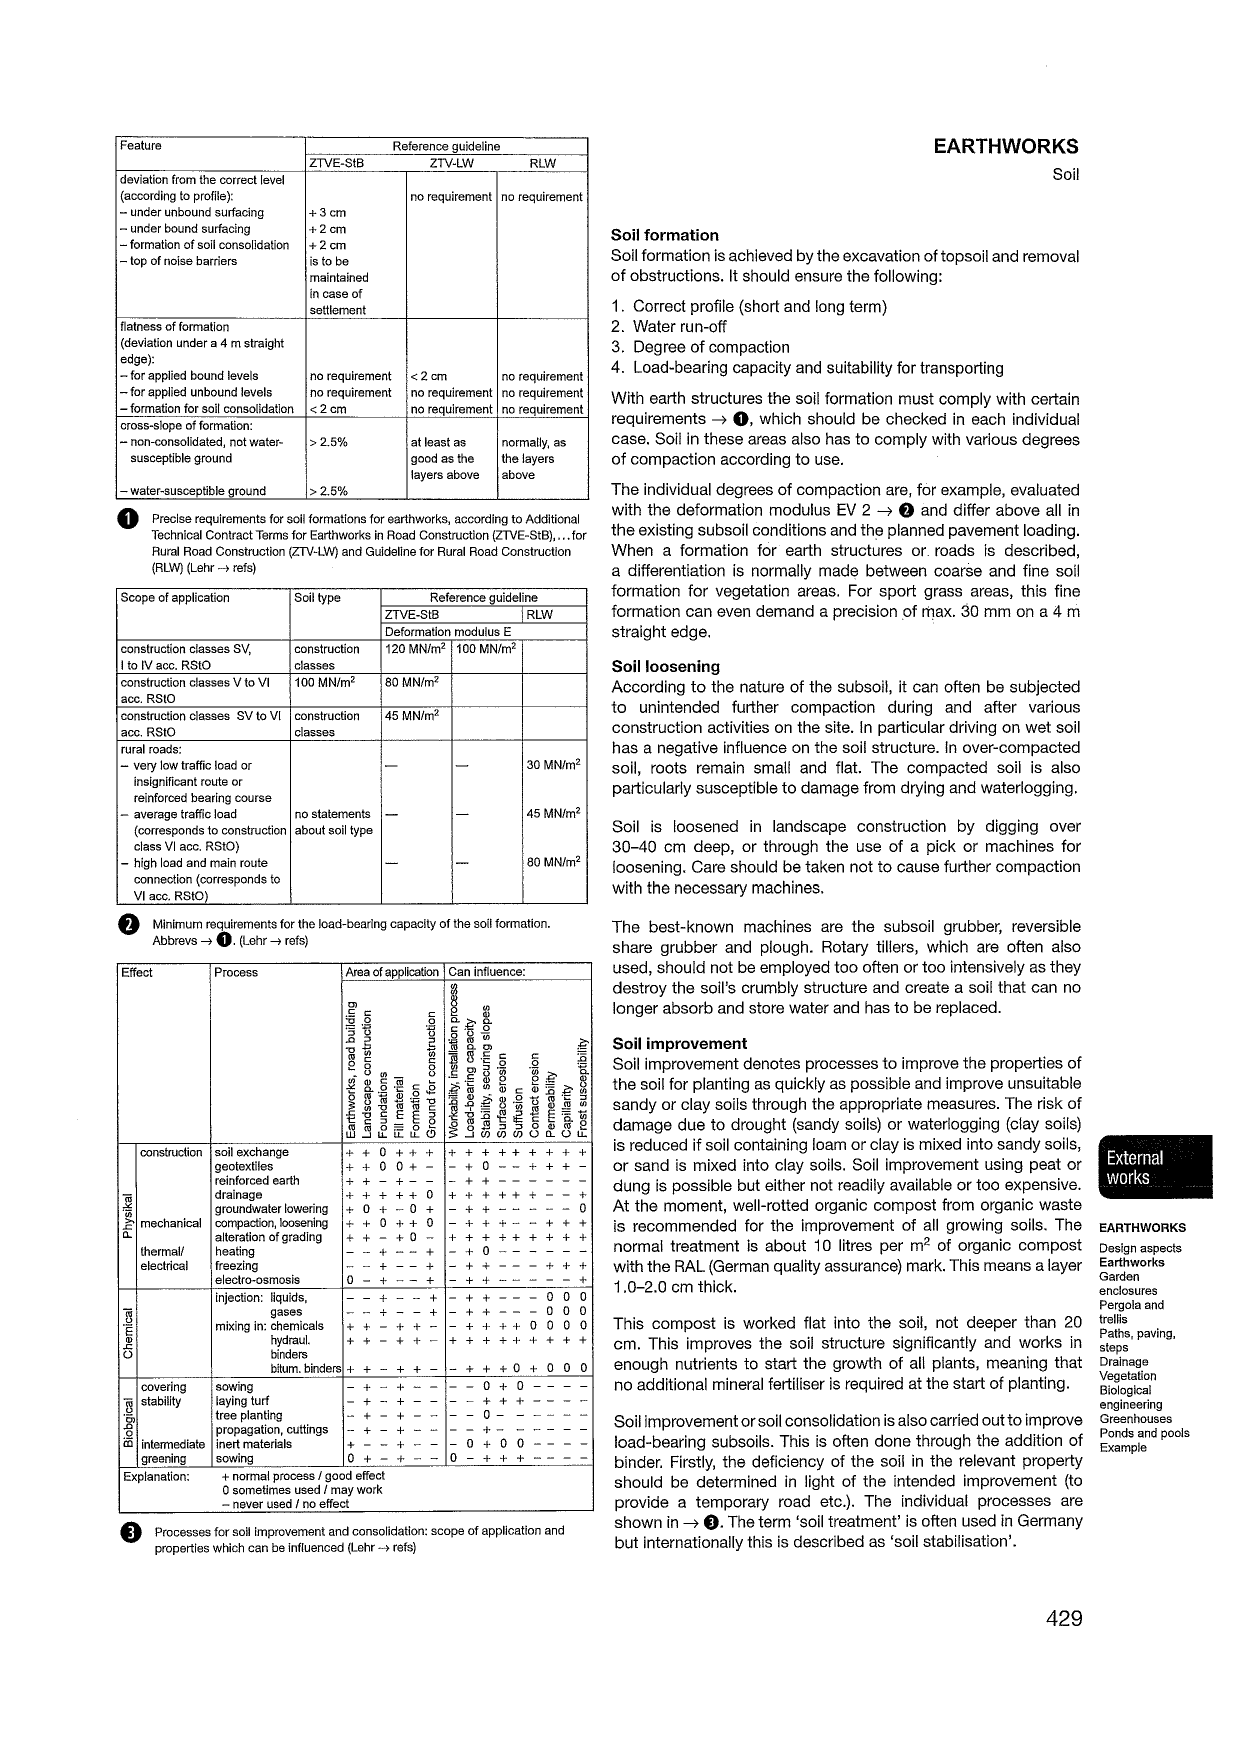 EARTHWORKS
Soil
Feature
Reference guideline
ZTVE-StB ZTV-LW RLW
deviation from the correct level
(according to profile): no requirement no requirement
– under unbound surfacing + 3 cm
– under bound surfacing + 2 cm
– formation of soil consolidation + 2 cm
– top of noise barriers is to be
maintained
in case of
settlement
flatness of formation
(deviation under a 4 m straight
edge):
– for applied bound levels no requirement < 2 cm no requirement
– for applied unbound levels no requirement no requirement no requirement
– formation for soil consolidation < 2 cm no requirement no requirement
cross-slope of formation:
– non-consolidated, not water- > 2.5% at least as normally, as
susceptible ground good as the the layers
layers above above
– water-susceptible ground > 2.5%
1 Precise requirements for soil formations for earthworks, according to Additional
Technical Contract Terms for Earthworks in Road Construction (ZTVE-StB),...for
Rural Road Construction (ZTV-LW) and Guideline for Rural Road Construction
(RLW) (Lehr → refs)
Scope of application Soil type Reference guideline
ZTVE-StB RLW
Deformation modulus E
construction classes SV, construction 120 MN/m² 100 MN/m²
I to IV acc. RStO classes
construction classes V to VI 100 MN/m² 80 MN/m²
acc. RStO
construction classes SV to VI construction 45 MN/m²
acc. RStO classes
rural roads:
– very low traffic load or — — 30 MN/m²
insignificant route or
reinforced bearing course
– average traffic load no statements — — 45 MN/m²
(corresponds to construction about soil type
class VI acc. RStO)
– high load and main route — — 80 MN/m²
connection (corresponds to
VI acc. RStO)
2 Minimum requirements for the load-bearing capacity of the soil formation.
Abbrevs → 1. (Lehr → refs)
Effect Process Area of application Can influence:
Earthworks, road building
Landscape construction
Foundations
Fill material
Formation
Ground for construction
Workability, installation process
Load-bearing capacity
Stability, securing slopes
Surface erosion
Suffusion
Contact erosion
Permeability
Capillarity
Frost susceptibility
Physikal
construction soil exchange + + 0 + + + + + + + + + + + +
geotextiles + + 0 0 + – – + 0 – – + + + –
reinforced earth + + – + – – – + + – – – – – –
drainage + + + + + 0 + + + + + + – – +
groundwater lowering + 0 + – 0 + – + + – – – – – 0
mechanical compaction, loosening + + 0 + + 0 – + + + – – + + +
alteration of grading + + – + 0 – + + + + + + + + +
thermal/ heating – – + – – + – + 0 – – – – – –
electrical freezing – – + – – + – + + – – – + + +
electro-osmosis 0 – + – – + – + + – – – – – +
Chemical
injection: liquids, – – + – – + – + + – – – 0 0 0
gases – – + – – + – + + – – – 0 0 0
mixing in: chemicals + + – + + – – + + + + 0 0 0 0
hydraul. + + – + + – + + + + + + + + +
binders
bitum. binders + + – + + – – + + + 0 + 0 0 0
Biological
covering sowing – + – + – – – – 0 + 0 – – – –
stability laying turf – + – + – – – – + + + – – – –
tree planting – + – + – – – – 0 – – – – – –
propagation, cuttings – + – + – – – – + – – – – – –
intermediate inert materials + – – + – – – 0 + 0 0 – – – –
greening sowing 0 + – + – – 0 – + + + – – – –
Explanation: + normal process / good effect
0 sometimes used / may work
– never used / no effect
3 Processes for soil improvement and consolidation: scope of application and
properties which can be influenced (Lehr → refs)
Soil formation
Soil formation is achieved by the excavation of topsoil and removal
of obstructions. It should ensure the following:
1. Correct profile (short and long term)
2. Water run-off
3. Degree of compaction
4. Load-bearing capacity and suitability for transporting
With earth structures the soil formation must comply with certain
requirements → 1, which should be checked in each individual
case. Soil in these areas also has to comply with various degrees
of compaction according to use.
The individual degrees of compaction are, for example, evaluated
with the deformation modulus EV 2 → 2 and differ above all in
the existing subsoil conditions and the planned pavement loading.
When a formation for earth structures or roads is described,
a differentiation is normally made between coarse and fine soil
formation for vegetation areas. For sport grass areas, this fine
formation can even demand a precision of max. 30 mm on a 4 m
straight edge.
Soil loosening
According to the nature of the subsoil, it can often be subjected
to unintended further compaction during and after various
construction activities on the site. In particular driving on wet soil
has a negative influence on the soil structure. In over-compacted
soil, roots remain small and flat. The compacted soil is also
particularly susceptible to damage from drying and waterlogging.
Soil is loosened in landscape construction by digging over
30–40 cm deep, or through the use of a pick or machines for
loosening. Care should be taken not to cause further compaction
with the necessary machines.
The best-known machines are the subsoil grubber, reversible
share grubber and plough. Rotary tillers, which are often also
used, should not be employed too often or too intensively as they
destroy the soil's crumbly structure and create a soil that can no
longer absorb and store water and has to be replaced.
Soil improvement
Soil improvement denotes processes to improve the properties of
the soil for planting as quickly as possible and improve unsuitable
sandy or clay soils through the appropriate measures. The risk of
damage due to drought (sandy soils) or waterlogging (clay soils)
is reduced if soil containing loam or clay is mixed into sandy soils,
or sand is mixed into clay soils. Soil improvement using peat or
dung is possible but either not readily available or too expensive.
At the moment, well-rotted organic compost from organic waste
is recommended for the improvement of all growing soils. The
normal treatment is about 10 litres per m² of organic compost
with the RAL (German quality assurance) mark. This means a layer
1.0–2.0 cm thick.
This compost is worked flat into the soil, not deeper than 20
cm. This improves the soil structure significantly and works in
enough nutrients to start the growth of all plants, meaning that
no additional mineral fertiliser is required at the start of planting.
Soil improvement or soil consolidation is also carried out to improve
load-bearing subsoils. This is often done through the addition of
binder. Firstly, the deficiency of the soil in the relevant property
should be determined in light of the intended improvement (to
provide a temporary road etc.). The individual processes are
shown in → 3. The term 'soil treatment' is often used in Germany
but internationally this is described as 'soil stabilisation'.
External
works
EARTHWORKS
Design aspects
Earthworks
Garden
enclosures
Pergola and
trellis
Paths, paving,
steps
Drainage
Vegetation
Biological
engineering
Greenhouses
Ponds and pools
Example
429